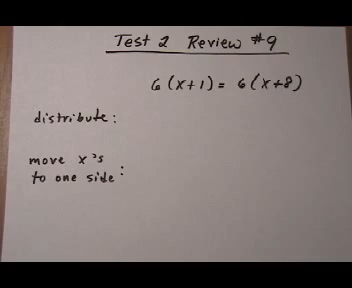 Test 2 Review #9
6(x+1) = 6(x+8)
distribute:
move x's
to one side: